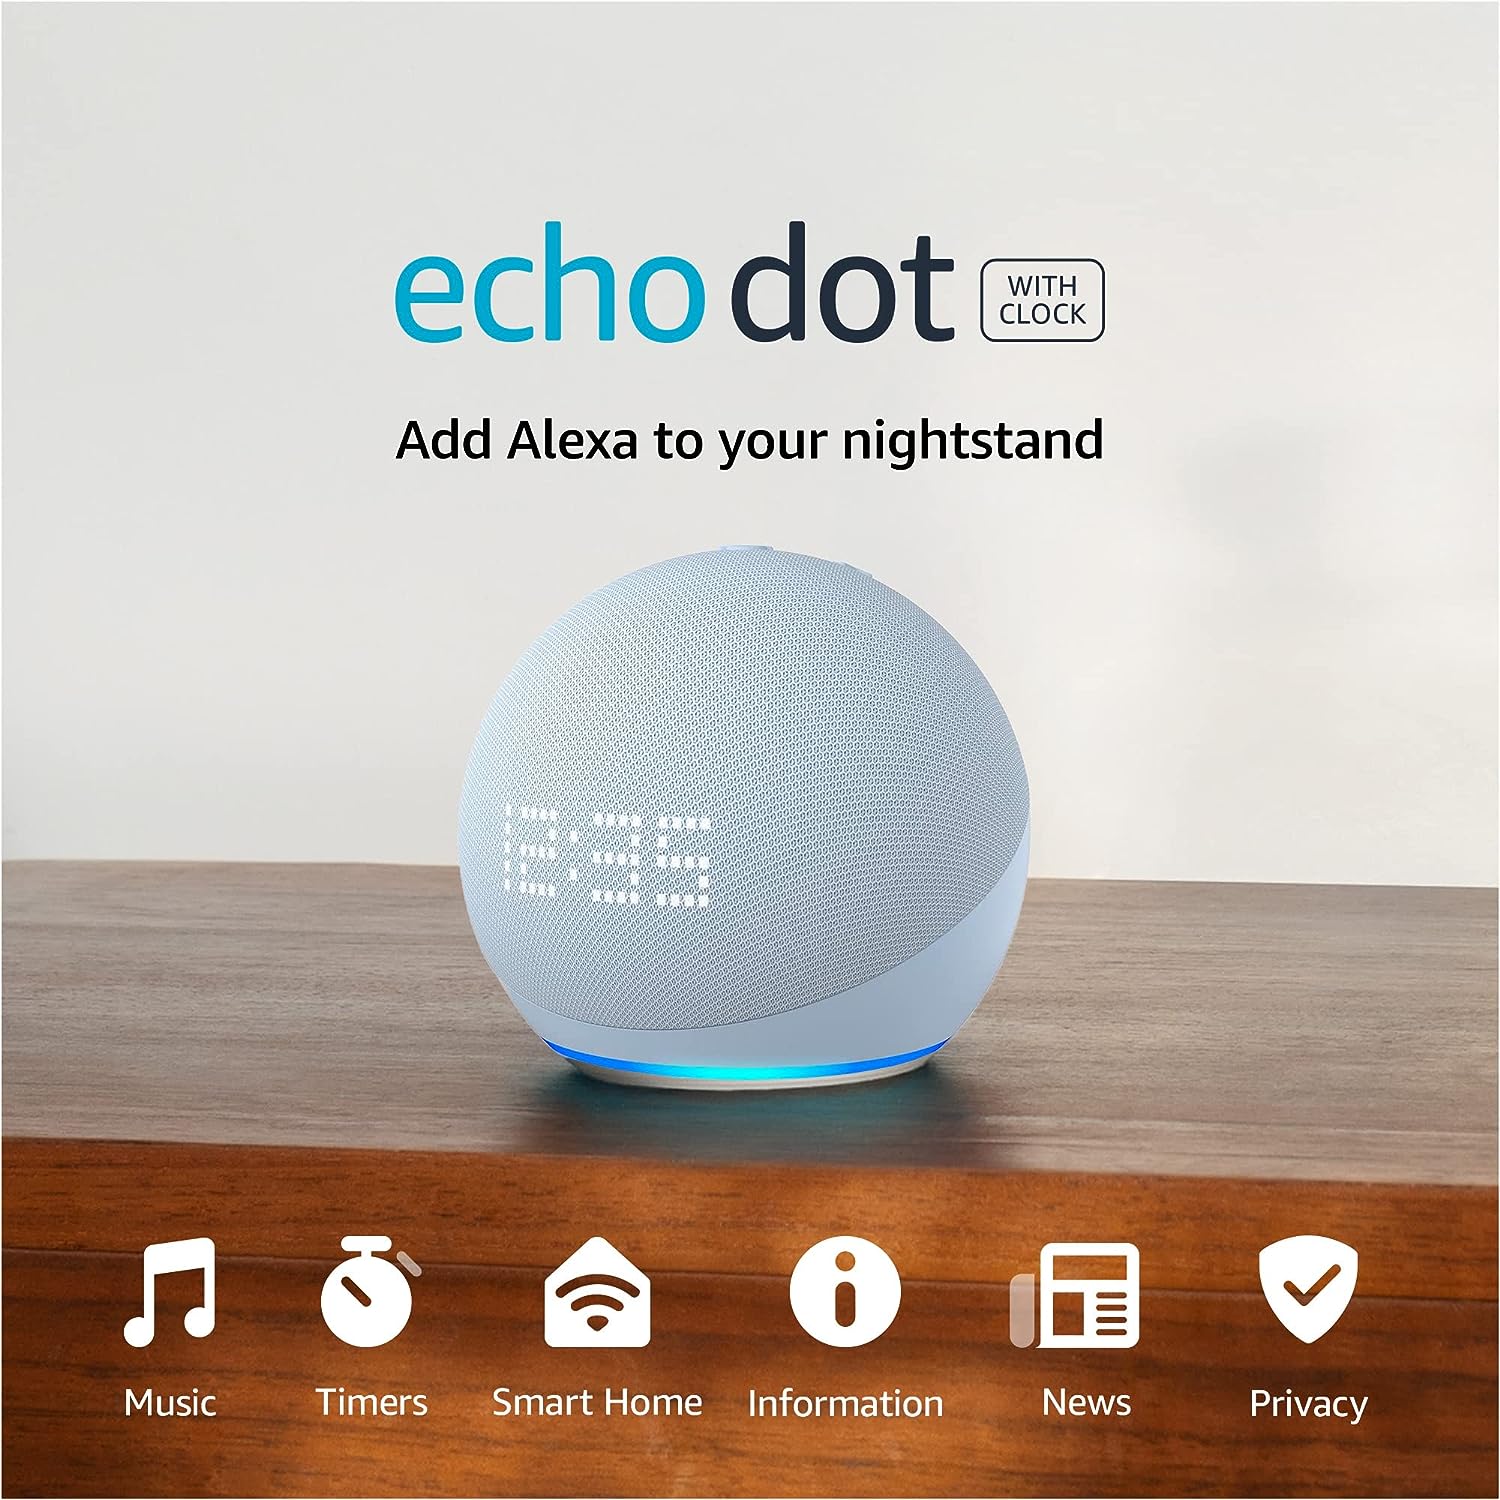 echo dot WITH
CLOCK
Add Alexa to your nightstand
12:35
Music Timers Smart Home Information News Privacy